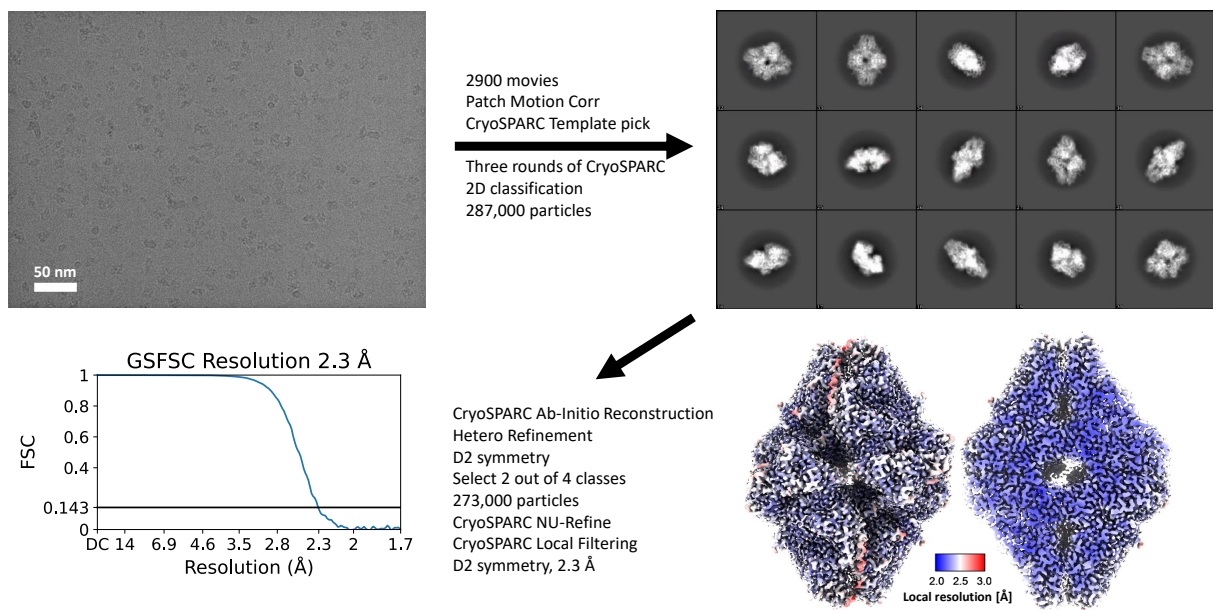 50 nm
2900 movies
Patch Motion Corr
CryoSPARC Template pick
Three rounds of CryoSPARC
2D classification
287,000 particles
GSFSC Resolution 2.3 Å
FSC
1
0.8
0.6
0.4
0.143
0
DC 14 6.9 4.6 3.5 2.8 2.3 2 1.7
Resolution (Å)
CryoSPARC Ab-Initio Reconstruction
Hetero Refinement
D2 symmetry
Select 2 out of 4 classes
273,000 particles
CryoSPARC NU-Refine
CryoSPARC Local Filtering
D2 symmetry, 2.3 Å
2.0 2.5 3.0
Local resolution [Å]